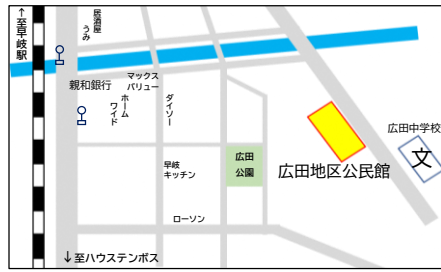 ↑至早岐駅
居酒屋
うみ
親和銀行
マックス
バリュー
ホーム
ワイド
ダイソー
広田中学校
文
広田
公園
広田地区公民館
早岐
キッチン
ローソン
↓至ハウステンボス